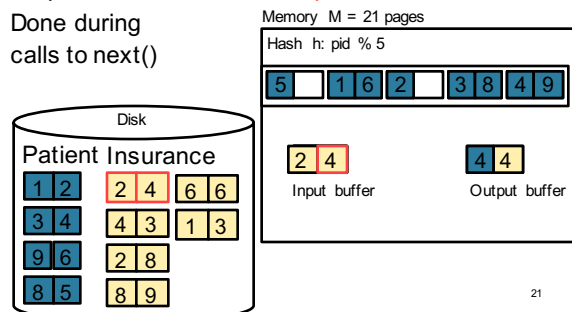 Done during
calls to next()
Memory M = 21 pages
Hash h: pid % 5
5 1 6 2 3 8 4 9
2 4
4 4
Input buffer
Output buffer
Disk
Patient Insurance
1 2 2 4 6 6
3 4 4 3 1 3
9 6 2 8
8 5 8 9
21